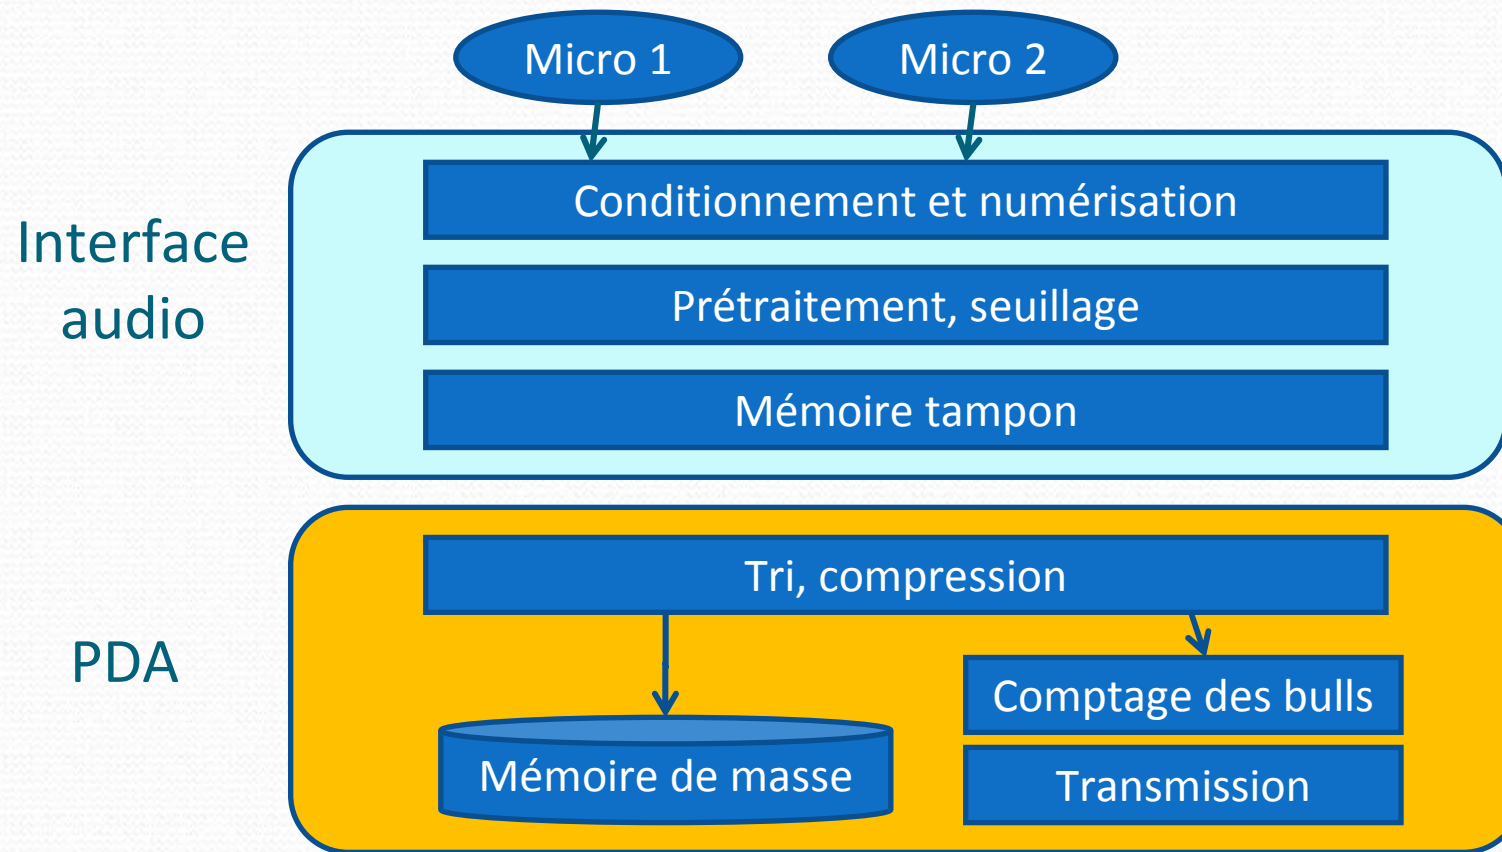 Micro 1
Micro 2
Interface
audio
Conditionnement et numérisation
Prétraitement, seuillage
Mémoire tampon
PDA
Tri, compression
Mémoire de masse
Comptage des bulls
Transmission